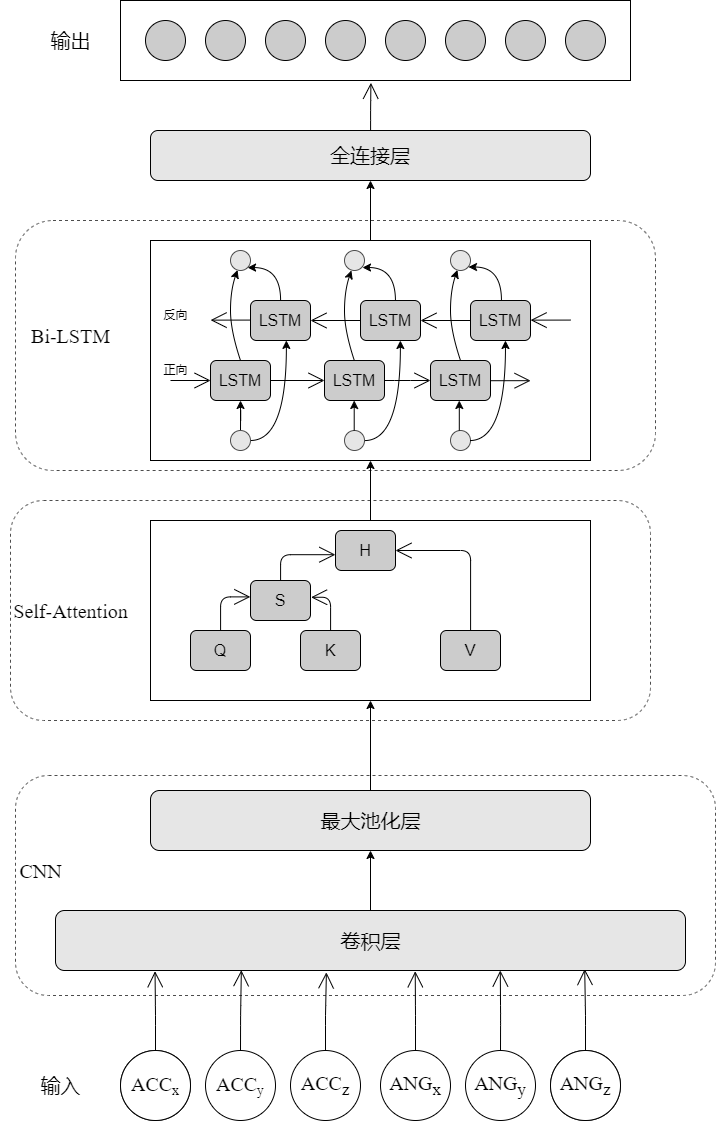 输出
全连接层
反向
LSTM LSTM LSTM
Bi-LSTM
正向
LSTM LSTM LSTM
H
S
Self-Attention
Q K V
最大池化层
CNN
卷积层
输入 ACCx ACCy ACCz ANGx ANGy ANGz